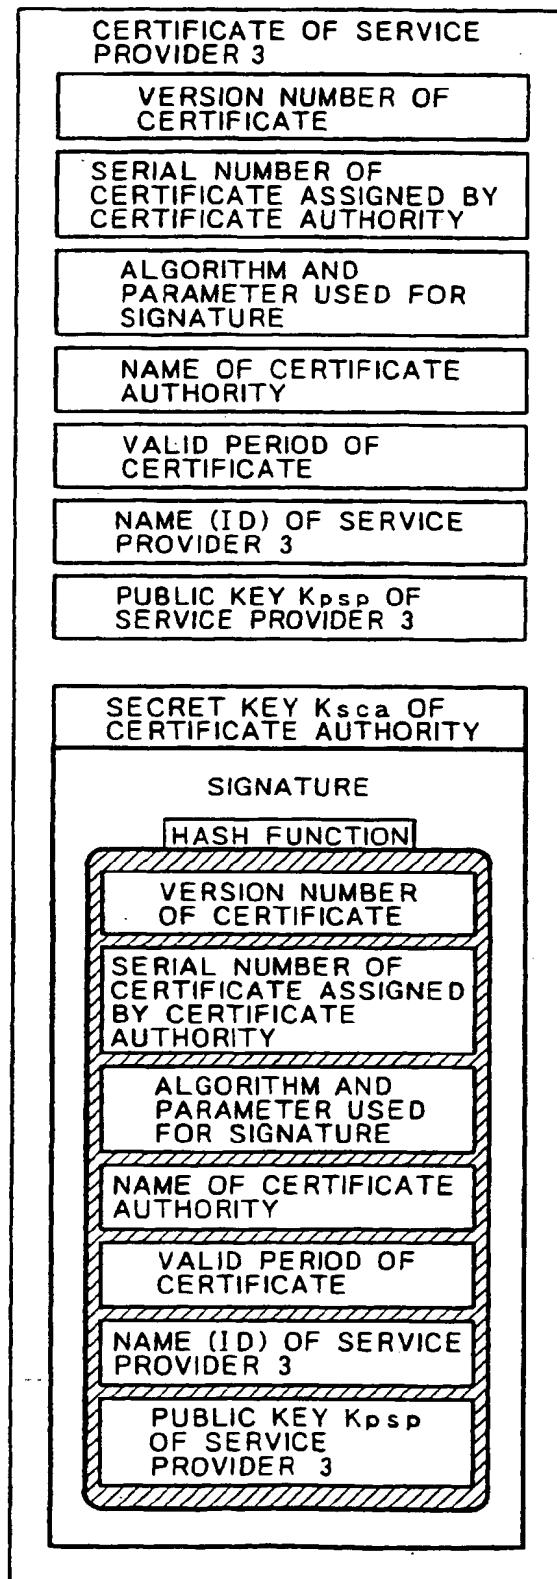 CERTIFICATE OF SERVICE
PROVIDER 3
VERSION NUMBER OF
CERTIFICATE
SERIAL NUMBER OF
CERTIFICATE ASSIGNED BY
CERTIFICATE AUTHORITY
ALGORITHM AND
PARAMETER USED FOR
SIGNATURE
NAME OF CERTIFICATE
AUTHORITY
VALID PERIOD OF
CERTIFICATE
NAME (ID) OF SERVICE
PROVIDER 3
PUBLIC KEY Kpsp OF
SERVICE PROVIDER 3
SECRET KEY Ksca OF
CERTIFICATE AUTHORITY
SIGNATURE
HASH FUNCTION
VERSION NUMBER
OF CERTIFICATE
SERIAL NUMBER OF
CERTIFICATE ASSIGNED
BY CERTIFICATE
AUTHORITY
ALGORITHM AND
PARAMETER USED
FOR SIGNATURE
NAME OF CERTIFICATE
AUTHORITY
VALID PERIOD OF
CERTIFICATE
NAME (ID) OF SERVICE
PROVIDER 3
PUBLIC KEY Kpsp
OF SERVICE
PROVIDER 3